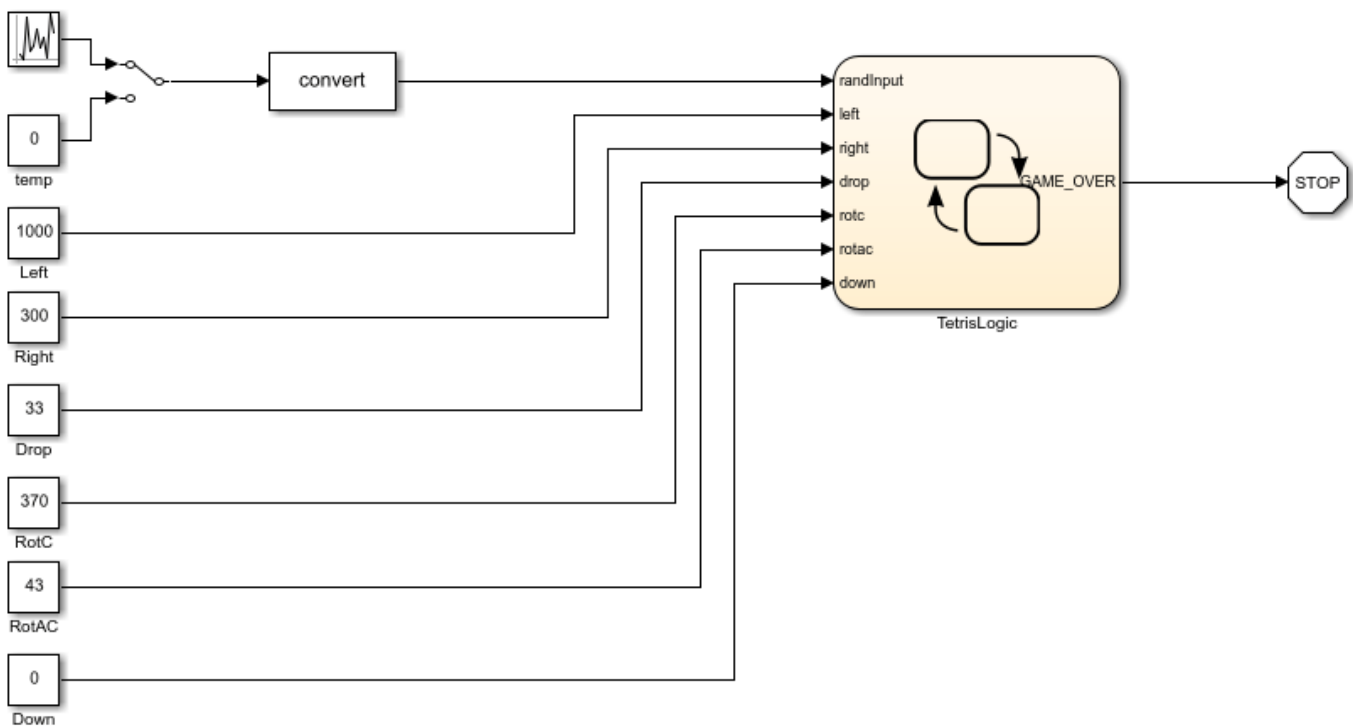 convert
randInput
left
right
drop
rotc
rotac
down
GAME_OVER
TetrisLogic
STOP
0
temp
1000
Left
300
Right
33
Drop
370
RotC
43
RotAC
0
Down